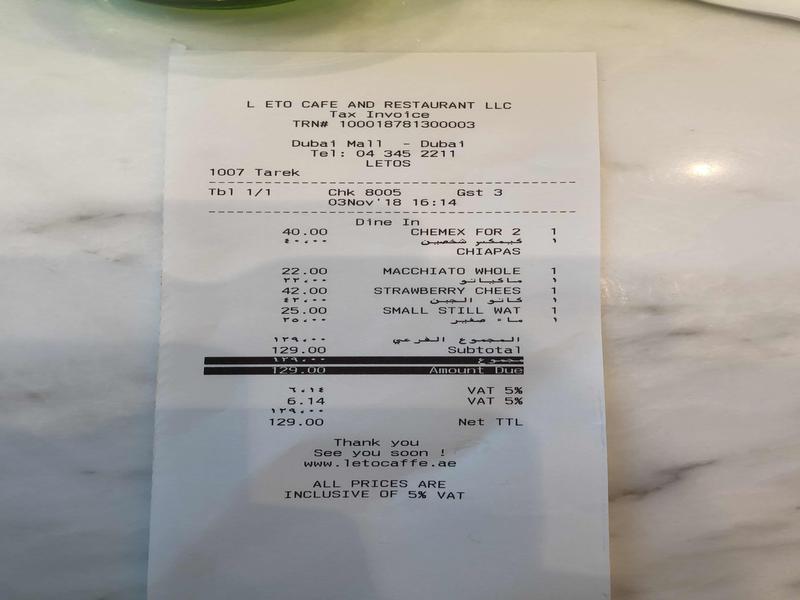 L ETO CAFE AND RESTAURANT LLC
Tax Invoice
TRN# 100018781300003
Dubai Mall - Dubai
Tel: 04 345 2211
LETOS
1007 Tarek
Tbl 1/1 Chk 8005 Gst 3
03Nov'18 16:14
Dine In
40.00 CHEMEX FOR 2 1
٤٠,٠٠ كيمكس شخصين ١
CHIAPAS
22.00 MACCHIATO WHOLE 1
٢٢,٠٠ ماكياتو ١
42.00 STRAWBERRY CHEES 1
٤٢,٠٠ كاتو الجبن ١
25.00 SMALL STILL WAT 1
٢٥,٠٠ ماء صغير ١
١٢٩,٠٠ المجموع الفرعي
129.00 Subtotal
١٢٩,٠٠ مجموع
129.00 Amount Due
٦,١٤ VAT 5%
6.14 VAT 5%
١٢٩,٠٠
129.00 Net TTL
Thank you
See you soon !
www.letocaffe.ae
ALL PRICES ARE
INCLUSIVE OF 5% VAT